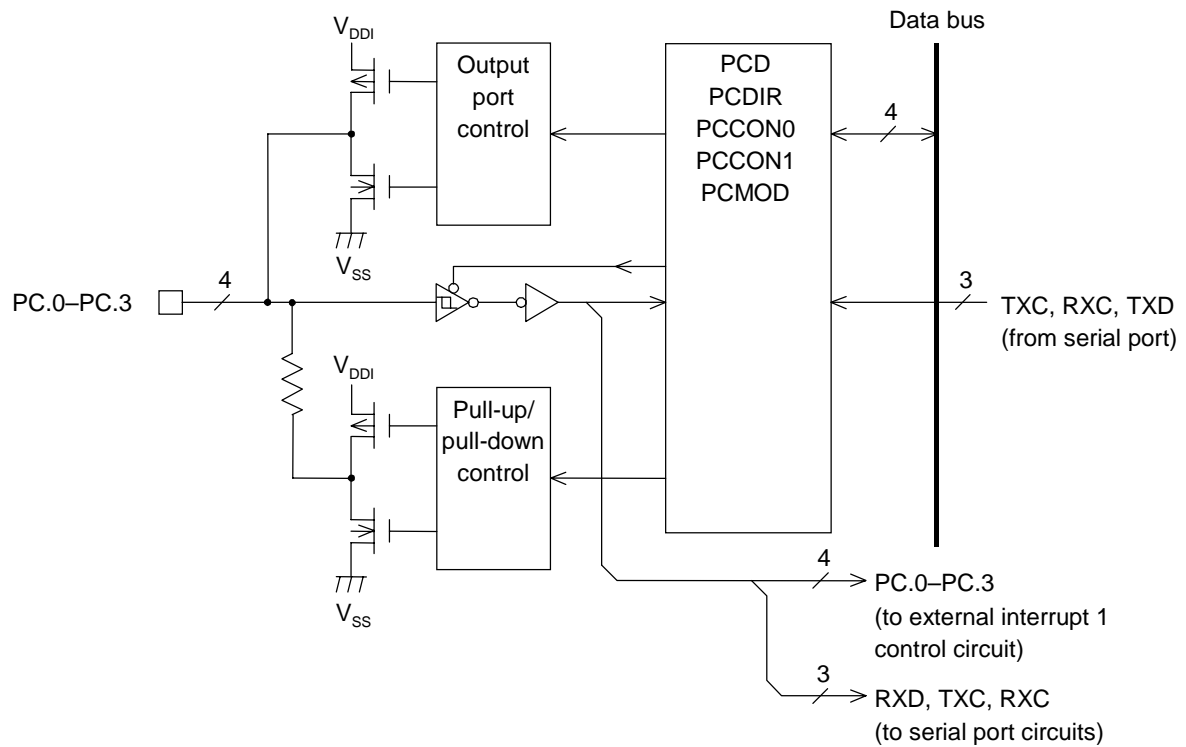 Data bus
V_DDI
Output
port
control
PCD
PCDIR
PCCON0
PCCON1
PCMOD
4
V_SS
PC.0–PC.3
4
3
TXC, RXC, TXD
(from serial port)
V_DDI
Pull-up/
pull-down
control
V_SS
4
PC.0–PC.3
(to external interrupt 1
control circuit)
3
RXD, TXC, RXC
(to serial port circuits)